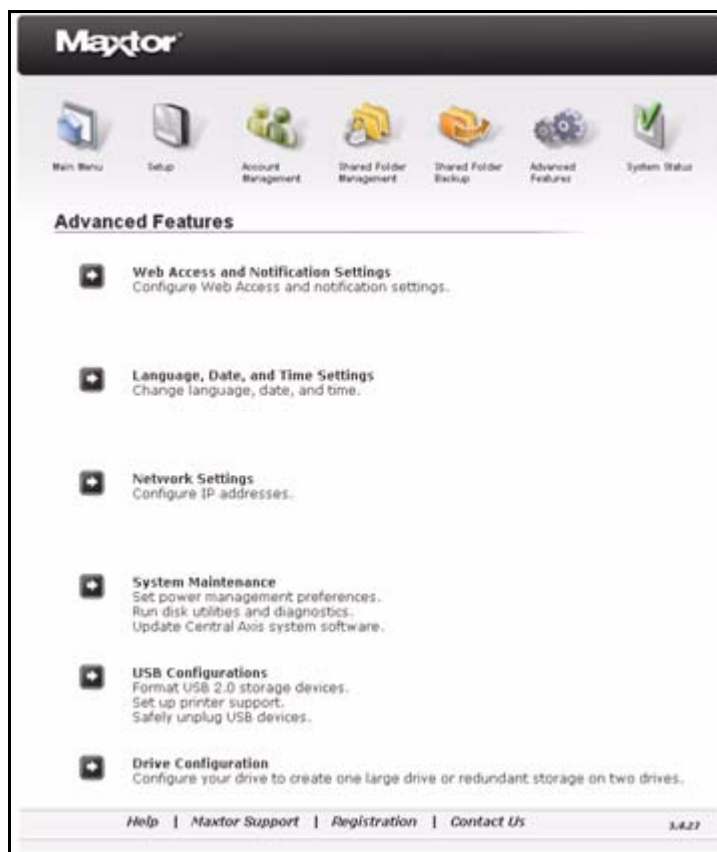 Maxtor
Main Menu
Setup
Account Management
Shared Folder Management
Shared Folder Backup
Advanced Features
System Status
Advanced Features
Web Access and Notification Settings
Configure Web Access and notification settings.
Language, Date, and Time Settings
Change language, date, and time.
Network Settings
Configure IP addresses.
System Maintenance
Set power management preferences.
Run disk utilities and diagnostics.
Update Central Axis system software.
USB Configurations
Format USB 2.0 storage devices.
Set up printer support.
Safely unplug USB devices.
Drive Configuration
Configure your drive to create one large drive or redundant storage on two drives.
Help | Maxtor Support | Registration | Contact Us
3.4.27